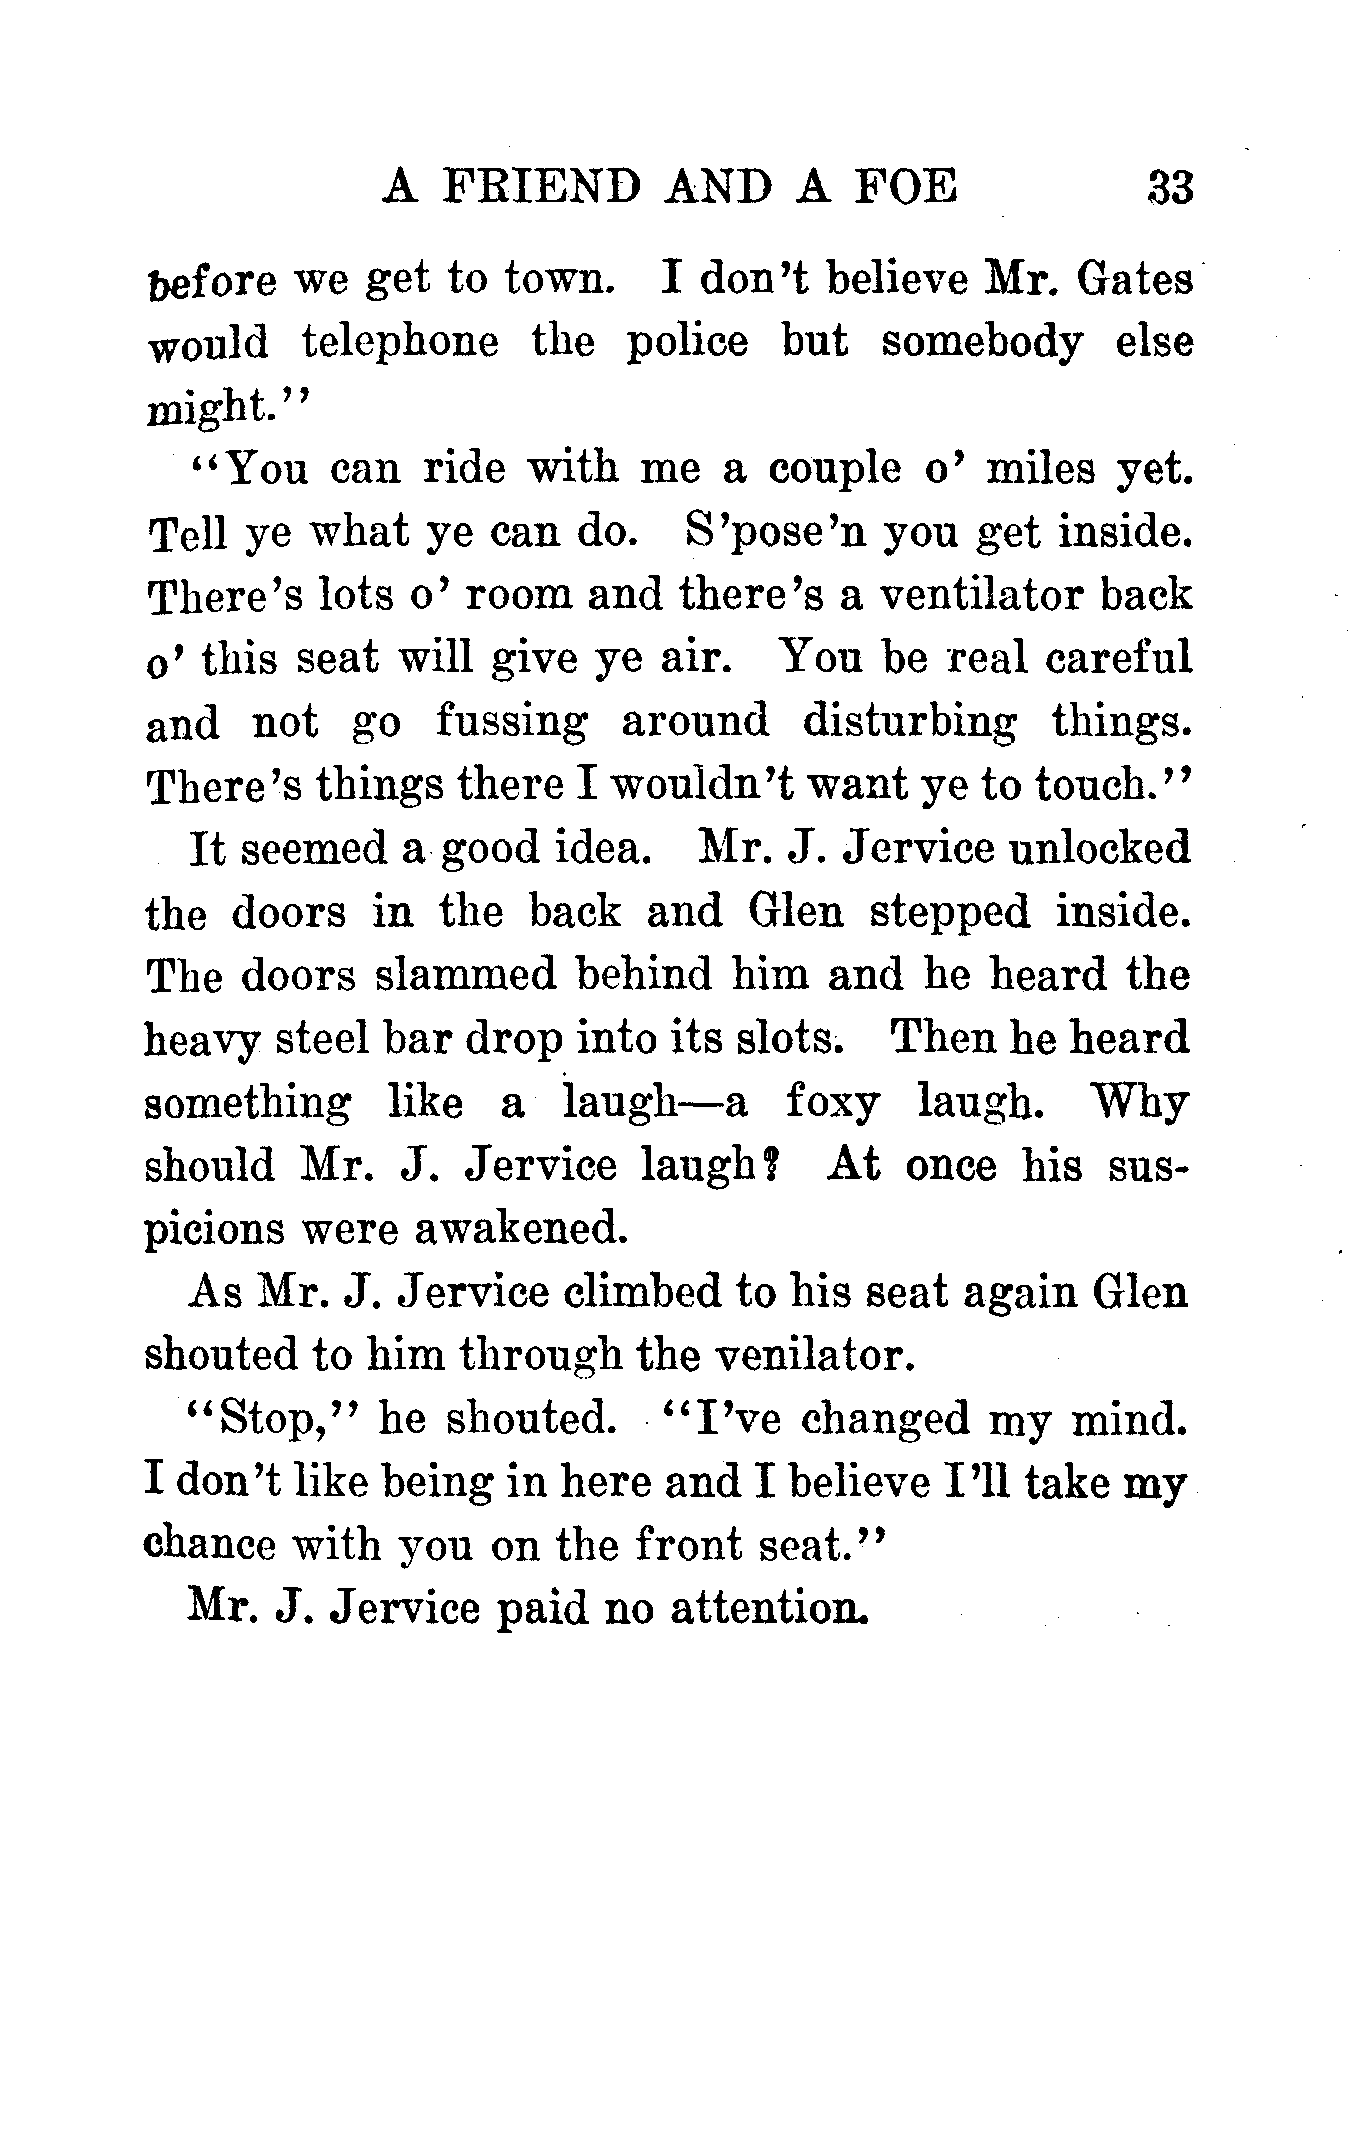 A FRIEND AND A FOE 33
before we get to town. I don't believe Mr. Gates
would telephone the police but somebody else
might."
"You can ride with me a couple o' miles yet.
Tell ye what ye can do. S'pose'n you get inside.
There's lots o' room and there's a ventilator back
o' this seat will give ye air. You be real careful
and not go fussing around disturbing things.
There's things there I wouldn't want ye to touch."
It seemed a good idea. Mr. J. Jervice unlocked
the doors in the back and Glen stepped inside.
The doors slammed behind him and he heard the
heavy steel bar drop into its slots. Then he heard
something like a laugh—a foxy laugh. Why
should Mr. J. Jervice laugh? At once his sus-
picions were awakened.
As Mr. J. Jervice climbed to his seat again Glen
shouted to him through the venilator.
"Stop," he shouted. "I've changed my mind.
I don't like being in here and I believe I'll take my
chance with you on the front seat."
Mr. J. Jervice paid no attention.